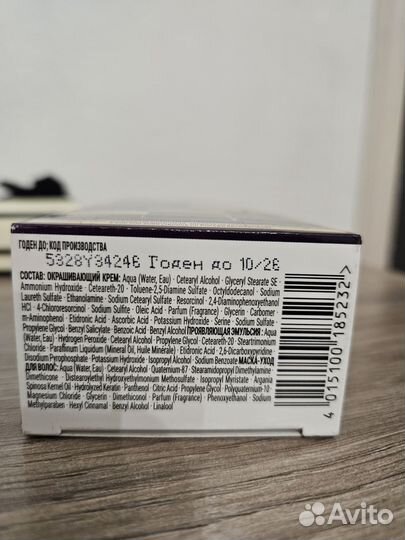 ГОДЕН ДО; КОД ПРОИЗВОДСТВА
5328Y34246 Годен до 10/26
СОСТАВ: ОКРАШИВАЮЩИЙ КРЕМ: Aqua (Water, Eau) · Cetearyl Alcohol · Glyceryl Stearate SE ·
Ammonium Hydroxide · Ceteareth-20 · Toluene-2,5-Diamine Sulfate · Octyldodecanol · Sodium
Laureth Sulfate · Ethanolamine · Sodium Cetearyl Sulfate · Resorcinol · 2,4-Diaminophenoxyethanol
HCl · 4-Chlororesorcinol · Sodium Sulfite · Oleic Acid · Parfum (Fragrance) · Glycerin · Carbomer ·
m-Aminophenol · Etidronic Acid · Ascorbic Acid · Potassium Hydroxide · Serine · Sodium Sulfate ·
Propylene Glycol · Benzyl Salicylate · Benzoic Acid · Benzyl Alcohol ПРОЯВЛЯЮЩАЯ ЭМУЛЬСИЯ: Aqua
(Water, Eau) · Hydrogen Peroxide · Cetearyl Alcohol · Propylene Glycol · Ceteareth-20 · Steartrimonium
Chloride · Paraffinum Liquidum (Mineral Oil, Huile Minerale) · Etidronic Acid · 2,6-Dicarboxypyridine
Disodium Pyrophosphate · Potassium Hydroxide · Isopropyl Alcohol · Sodium Benzoate МАСКА-УХОД
ДЛЯ ВОЛОС: Aqua (Water, Eau) · Cetearyl Alcohol · Quaternium-87 · Stearamidopropyl Dimethylamine ·
Dimethicone · Distearoylethyl Hydroxyethylmonium Methosulfate · Isopropyl Myristate · Argania
Spinosa Kernel Oil · Hydrolyzed Keratin · Panthenol · Citric Acid · Propylene Glycol · Polyquaternium-10 ·
Magnesium Chloride · Glycerin · Dimethiconol · Parfum (Fragrance) · Phenoxyethanol · Sodium
Methylparaben · Hexyl Cinnamal · Benzyl Alcohol · Linalool
4 015100 185232 >
Avito